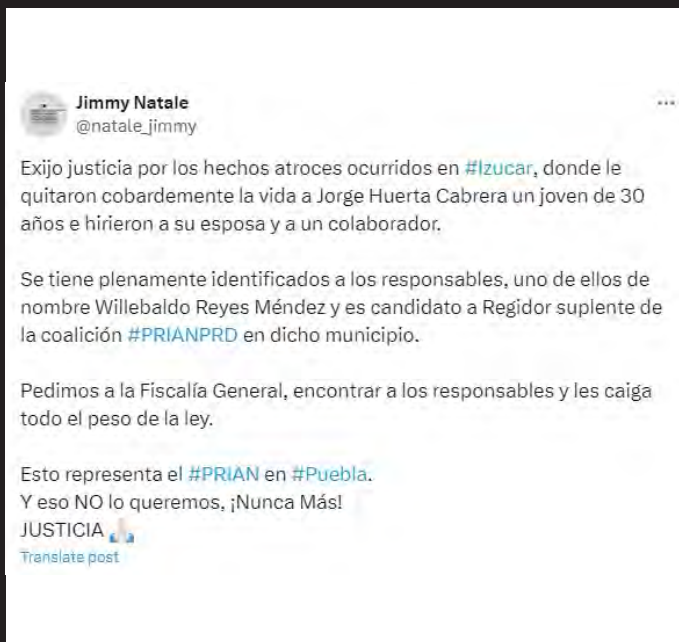 Jimmy Natale
@natale_jimmy
Exijo justicia por los hechos atroces ocurridos en #Izucar, donde le
quitaron cobardemente la vida a Jorge Huerta Cabrera un joven de 30
años e hirieron a su esposa y a un colaborador.
Se tiene plenamente identificados a los responsables, uno de ellos de
nombre Willebaldo Reyes Méndez y es candidato a Regidor suplente de
la coalición #PRIANPRD en dicho municipio.
Pedimos a la Fiscalía General, encontrar a los responsables y les caiga
todo el peso de la ley.
Esto representa el #PRIAN en #Puebla.
Y eso NO lo queremos, ¡Nunca Más!
JUSTICIA 🙏🏻
Translate post